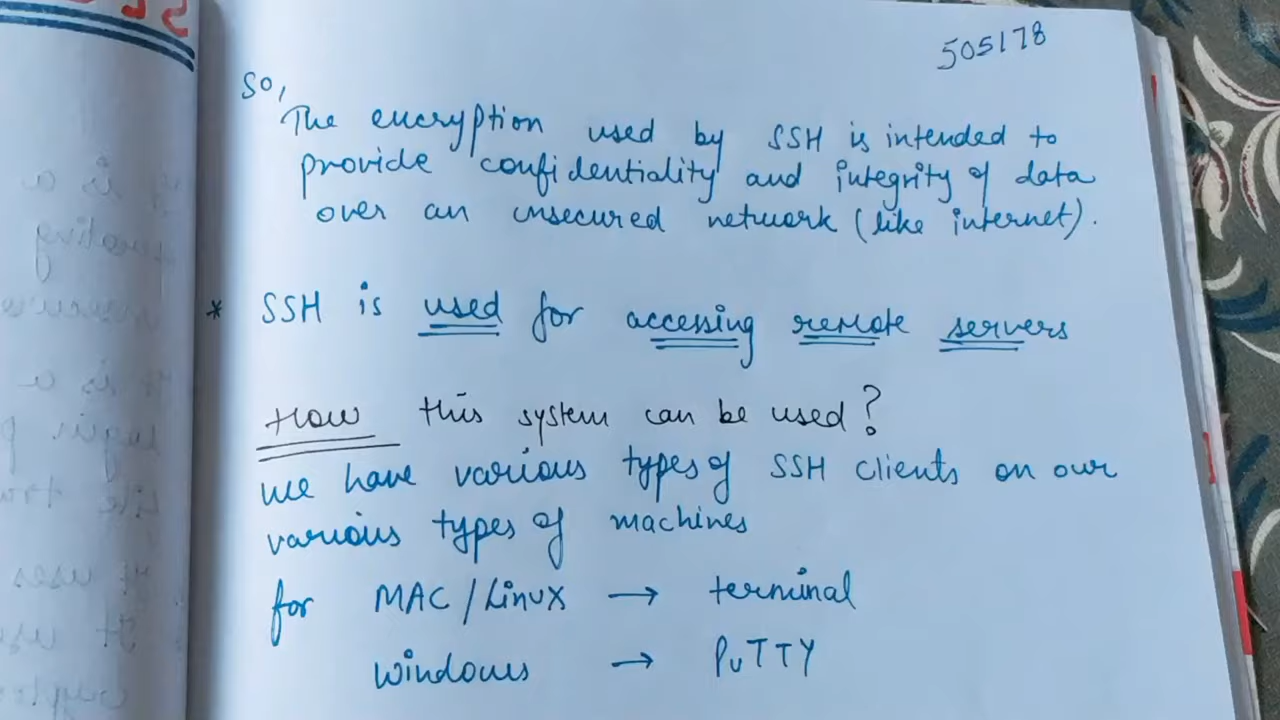 505178
So,
The encryption used by SSH is intended to
provide confidentiality and integrity of data
over an unsecured network (like internet).
* SSH is used for accessing remote servers
How this system can be used?
we have various types of SSH clients on our
various types of machines
for MAC/Linux → terminal
windows → PuTTY